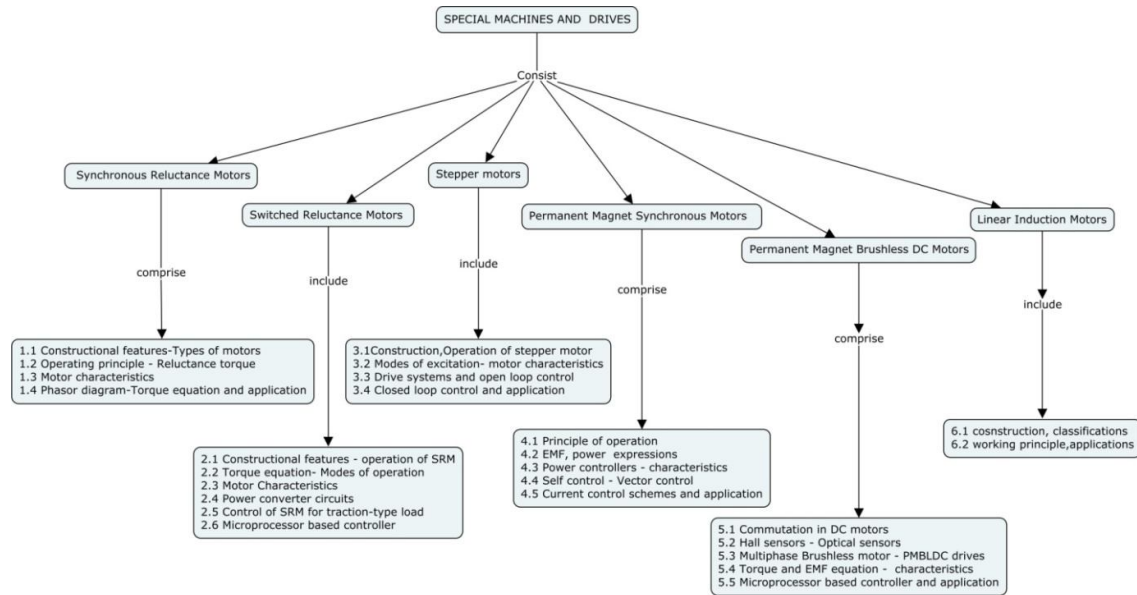 SPECIAL MACHINES AND DRIVES
Consist
Synchronous Reluctance Motors
Switched Reluctance Motors
Stepper motors
Permanent Magnet Synchronous Motors
Permanent Magnet Brushless DC Motors
Linear Induction Motors
comprise
include
include
comprise
comprise
include
1.1 Constructional features-Types of motors
1.2 Operating principle - Reluctance torque
1.3 Motor characteristics
1.4 Phasor diagram-Torque equation and application
2.1 Constructional features - operation of SRM
2.2 Torque equation- Modes of operation
2.3 Motor Characteristics
2.4 Power converter circuits
2.5 Control of SRM for traction-type load
2.6 Microprocessor based controller
3.1Construction,Operation of stepper motor
3.2 Modes of excitation- motor characteristics
3.3 Drive systems and open loop control
3.4 Closed loop control and application
4.1 Principle of operation
4.2 EMF, power expressions
4.3 Power controllers - characteristics
4.4 Self control - Vector control
4.5 Current control schemes and application
5.1 Commutation in DC motors
5.2 Hall sensors - Optical sensors
5.3 Multiphase Brushless motor - PMBLDC drives
5.4 Torque and EMF equation - characteristics
5.5 Microprocessor based controller and application
6.1 cosnstruction, classifications
6.2 working principle,applications